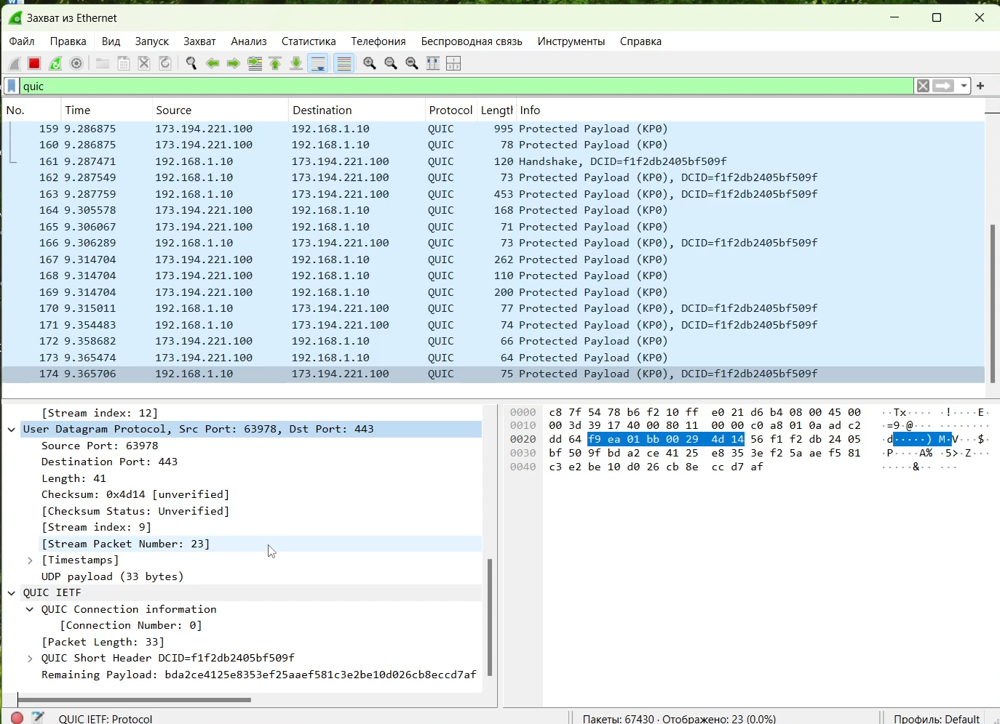 Захват из Ethernet
Файл Правка Вид Запуск Захват Анализ Статистика Телефония Беспроводная связь Инструменты Справка
quic
No. Time Source Destination Protocol Length Info
159 9.286875 173.194.221.100 192.168.1.10 QUIC 995 Protected Payload (KP0)
160 9.286875 173.194.221.100 192.168.1.10 QUIC 78 Protected Payload (KP0)
161 9.287471 192.168.1.10 173.194.221.100 QUIC 120 Handshake, DCID=f1f2db2405bf509f
162 9.287549 192.168.1.10 173.194.221.100 QUIC 73 Protected Payload (KP0), DCID=f1f2db2405bf509f
163 9.287759 192.168.1.10 173.194.221.100 QUIC 453 Protected Payload (KP0), DCID=f1f2db2405bf509f
164 9.305578 173.194.221.100 192.168.1.10 QUIC 168 Protected Payload (KP0)
165 9.306067 173.194.221.100 192.168.1.10 QUIC 71 Protected Payload (KP0)
166 9.306289 192.168.1.10 173.194.221.100 QUIC 73 Protected Payload (KP0), DCID=f1f2db2405bf509f
167 9.314704 173.194.221.100 192.168.1.10 QUIC 262 Protected Payload (KP0)
168 9.314704 173.194.221.100 192.168.1.10 QUIC 110 Protected Payload (KP0)
169 9.314704 173.194.221.100 192.168.1.10 QUIC 200 Protected Payload (KP0)
170 9.315011 192.168.1.10 173.194.221.100 QUIC 77 Protected Payload (KP0), DCID=f1f2db2405bf509f
171 9.354483 192.168.1.10 173.194.221.100 QUIC 74 Protected Payload (KP0), DCID=f1f2db2405bf509f
172 9.358682 173.194.221.100 192.168.1.10 QUIC 66 Protected Payload (KP0)
173 9.365474 173.194.221.100 192.168.1.10 QUIC 64 Protected Payload (KP0)
174 9.365706 192.168.1.10 173.194.221.100 QUIC 75 Protected Payload (KP0), DCID=f1f2db2405bf509f
[Stream index: 12]
User Datagram Protocol, Src Port: 63978, Dst Port: 443
Source Port: 63978
Destination Port: 443
Length: 41
Checksum: 0x4d14 [unverified]
[Checksum Status: Unverified]
[Stream index: 9]
[Stream Packet Number: 23]
[Timestamps]
UDP payload (33 bytes)
QUIC IETF
QUIC Connection information
[Connection Number: 0]
[Packet Length: 33]
QUIC Short Header DCID=f1f2db2405bf509f
Remaining Payload: bda2ce4125e8353ef25aaef581c3e2be10d026cb8eccd7af
0000 c8 7f 54 78 b6 f2 10 ff e0 21 d6 b4 08 00 45 00 ··Tx···· ·!····E·
0010 00 3d 39 17 40 00 80 11 00 00 c0 a8 01 0a ad c2 ·=9·@··· ········
0020 dd 64 f9 ea 01 bb 00 29 4d 14 56 f1 f2 db 24 05 ·d·····) M·V···$·
0030 bf 50 9f bd a2 ce 41 25 e8 35 3e f2 5a ae f5 81 ·P····A% ·5>·Z···
0040 c3 e2 be 10 d0 26 cb 8e cc d7 af ·····&·· ···
QUIC IETF: Protocol
Пакеты: 67430 · Отображено: 23 (0.0%)
Профиль: Default